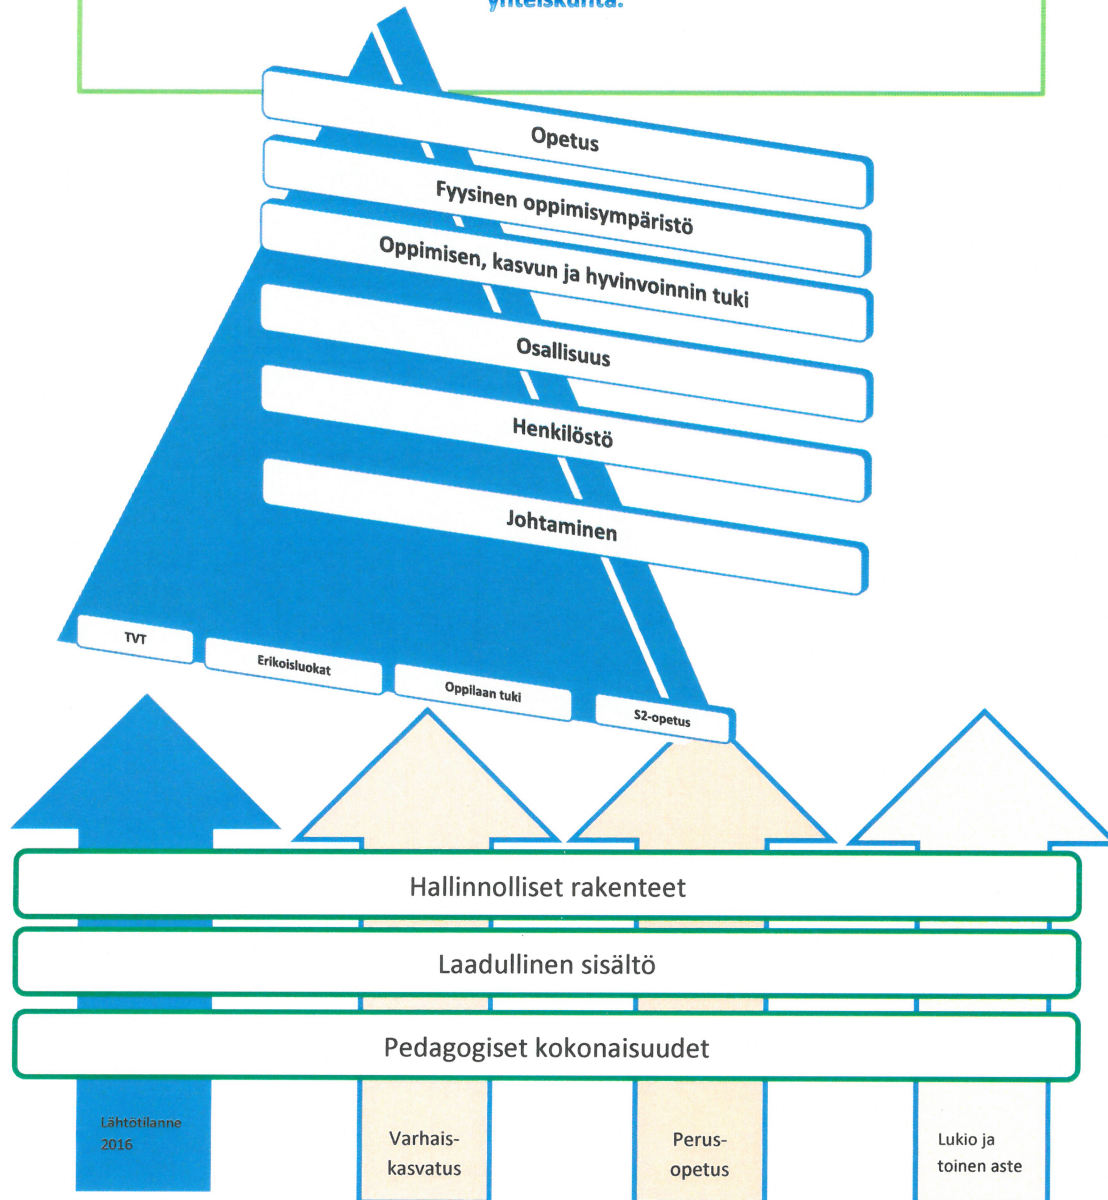 yhteiskunta.
Opetus
Fyysinen oppimisympäristö
Oppimisen, kasvun ja hyvinvoinnin tuki
Osallisuus
Henkilöstö
Johtaminen
TVT
Erikoisluokat
Oppilaan tuki
S2-opetus
Hallinnolliset rakenteet
Laadullinen sisältö
Pedagogiset kokonaisuudet
Lähtötilanne
2016
Varhais-
kasvatus
Perus-
opetus
Lukio ja
toinen aste